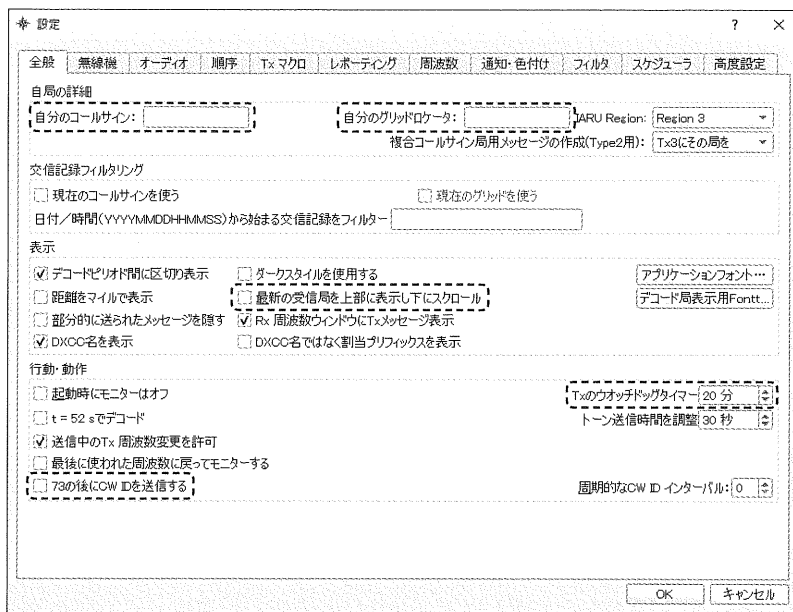 設定 ? ×
全般 無線機 オーディオ 順序 Tx マクロ レポーティング 周波数 通知・色付け フィルタ スケジューラ 高度設定
自局の詳細
自分のコールサイン: 自分のグリッドロケータ: IARU Region: Region 3
複合コールサイン局用メッセージの作成(Type2用): Tx3にその局を
交信記録フィルタリング
現在のコールサインを使う 現在のグリッドを使う
日付/時間(YYYYMMDDHHMMSS)から始まる交信記録をフィルター
表示
デコードピリオド間に区切り表示 ダークスタイルを使用する アプリケーションフォント…
距離をマイルで表示 最新の受信局を上部に表示し下にスクロール デコード局表示用Fontt...
部分的に送られたメッセージを隠す Rx 周波数ウィンドウにTxメッセージ表示
DXCC名を表示 DXCC名ではなく割当プリフィックスを表示
行動・動作
起動時にモニターはオフ Txのウオッチドッグタイマー 20 分
t = 52 sでデコード トーン送信時間を調整 30 秒
送信中のTx 周波数変更を許可
最後に使われた周波数に戻ってモニターする
73の後にCW IDを送信する 周期的なCW ID インターバル: 0
OK キャンセル